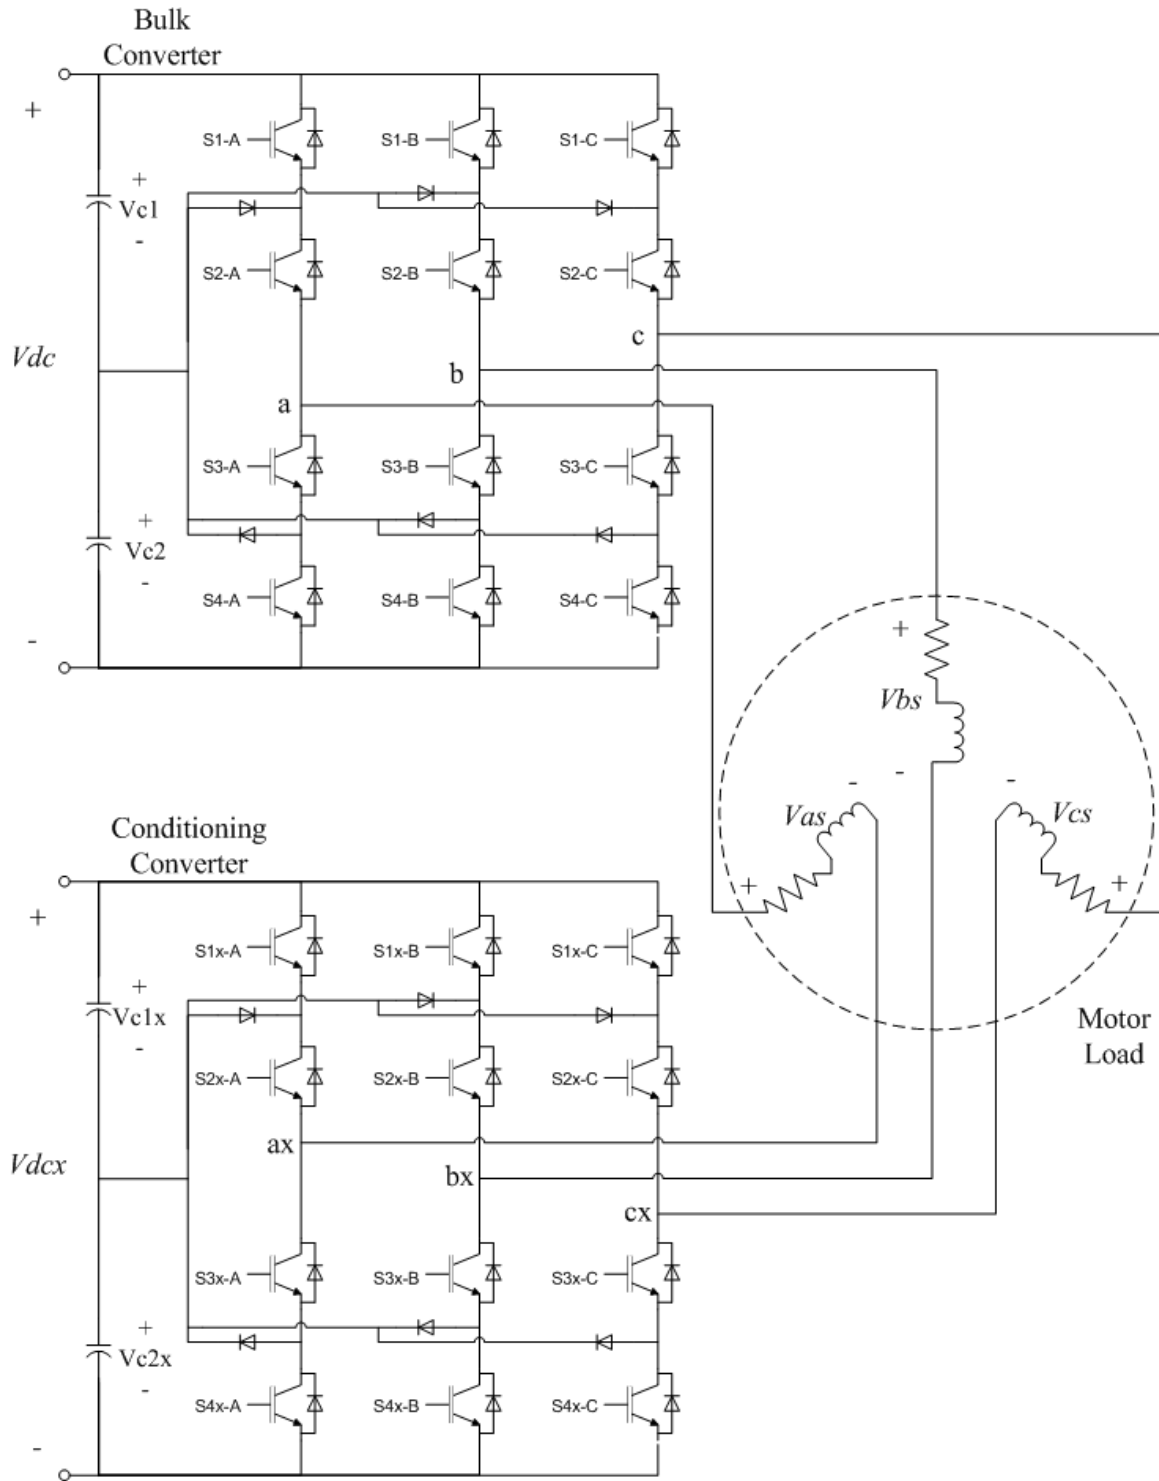 Bulk
Converter
+
S1-A
S1-B
S1-C
+
Vc1
-
S2-A
S2-B
S2-C
c
Vdc
b
a
S3-A
S3-B
S3-C
+
Vc2
-
S4-A
S4-B
S4-C
-
+
Vbs
-
-
-
Vas
Vcs
+
+
Motor
Load
Conditioning
Converter
+
S1x-A
S1x-B
S1x-C
+
Vc1x
-
S2x-A
S2x-B
S2x-C
ax
Vdcx
bx
cx
S3x-A
S3x-B
S3x-C
+
Vc2x
-
S4x-A
S4x-B
S4x-C
-